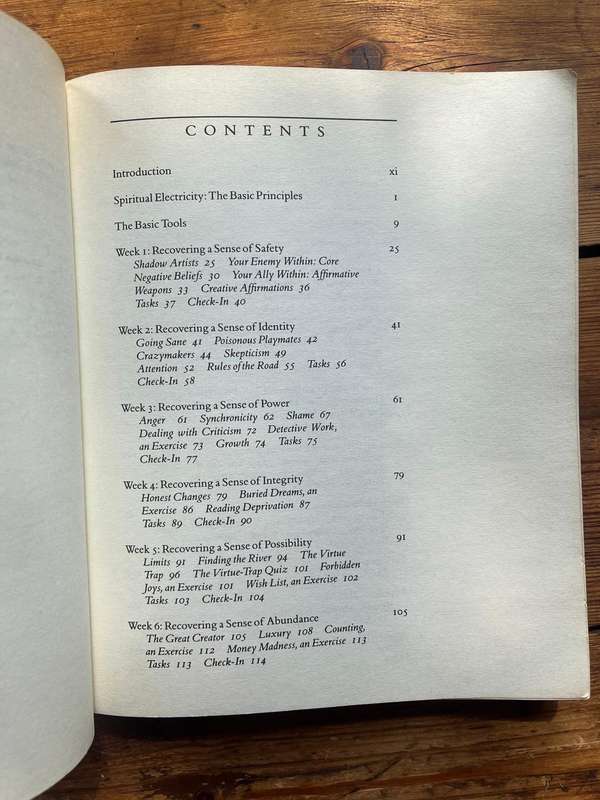 CONTENTS
Introduction xi
Spiritual Electricity: The Basic Principles 1
The Basic Tools 9
Week 1: Recovering a Sense of Safety 25
Shadow Artists 25 Your Enemy Within: Core
Negative Beliefs 30 Your Ally Within: Affirmative
Weapons 33 Creative Affirmations 36
Tasks 37 Check-In 40
Week 2: Recovering a Sense of Identity 41
Going Sane 41 Poisonous Playmates 42
Crazymakers 44 Skepticism 49
Attention 52 Rules of the Road 55 Tasks 56
Check-In 58
Week 3: Recovering a Sense of Power 61
Anger 61 Synchronicity 62 Shame 67
Dealing with Criticism 72 Detective Work,
an Exercise 73 Growth 74 Tasks 75
Check-In 77
Week 4: Recovering a Sense of Integrity 79
Honest Changes 79 Buried Dreams, an
Exercise 86 Reading Deprivation 87
Tasks 89 Check-In 90
Week 5: Recovering a Sense of Possibility 91
Limits 91 Finding the River 94 The Virtue
Trap 96 The Virtue-Trap Quiz 101 Forbidden
Joys, an Exercise 101 Wish List, an Exercise 102
Tasks 103 Check-In 104
Week 6: Recovering a Sense of Abundance 105
The Great Creator 105 Luxury 108 Counting,
an Exercise 112 Money Madness, an Exercise 113
Tasks 113 Check-In 114